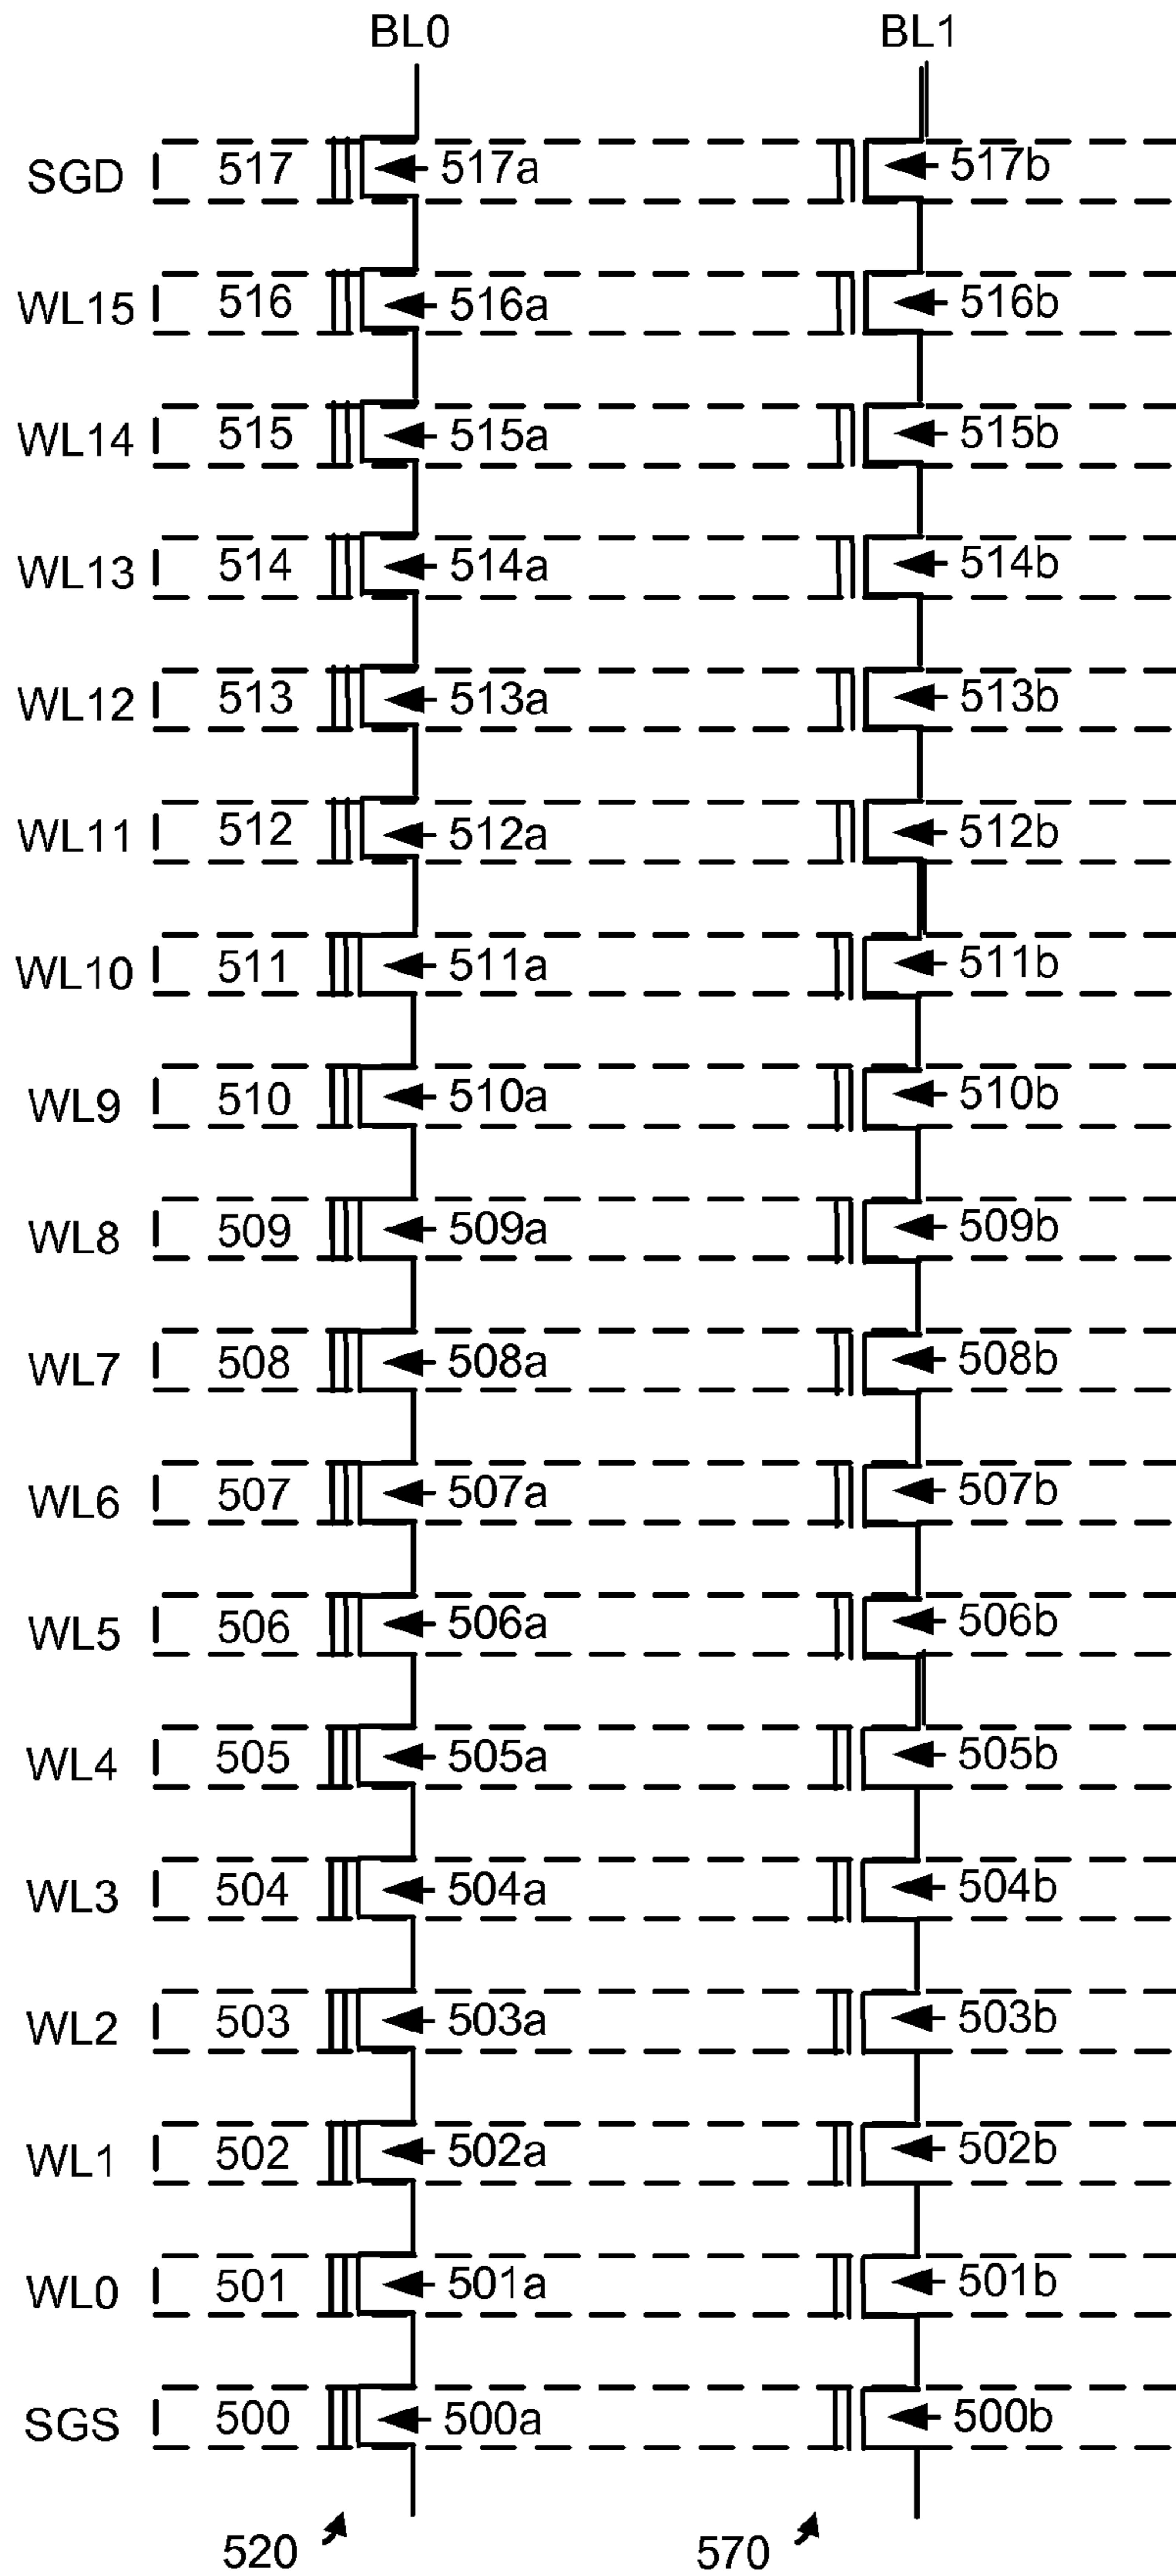 BL0 BL1
SGD 517 517a 517b
WL15 516 516a 516b
WL14 515 515a 515b
WL13 514 514a 514b
WL12 513 513a 513b
WL11 512 512a 512b
WL10 511 511a 511b
WL9 510 510a 510b
WL8 509 509a 509b
WL7 508 508a 508b
WL6 507 507a 507b
WL5 506 506a 506b
WL4 505 505a 505b
WL3 504 504a 504b
WL2 503 503a 503b
WL1 502 502a 502b
WL0 501 501a 501b
SGS 500 500a 500b
520 570